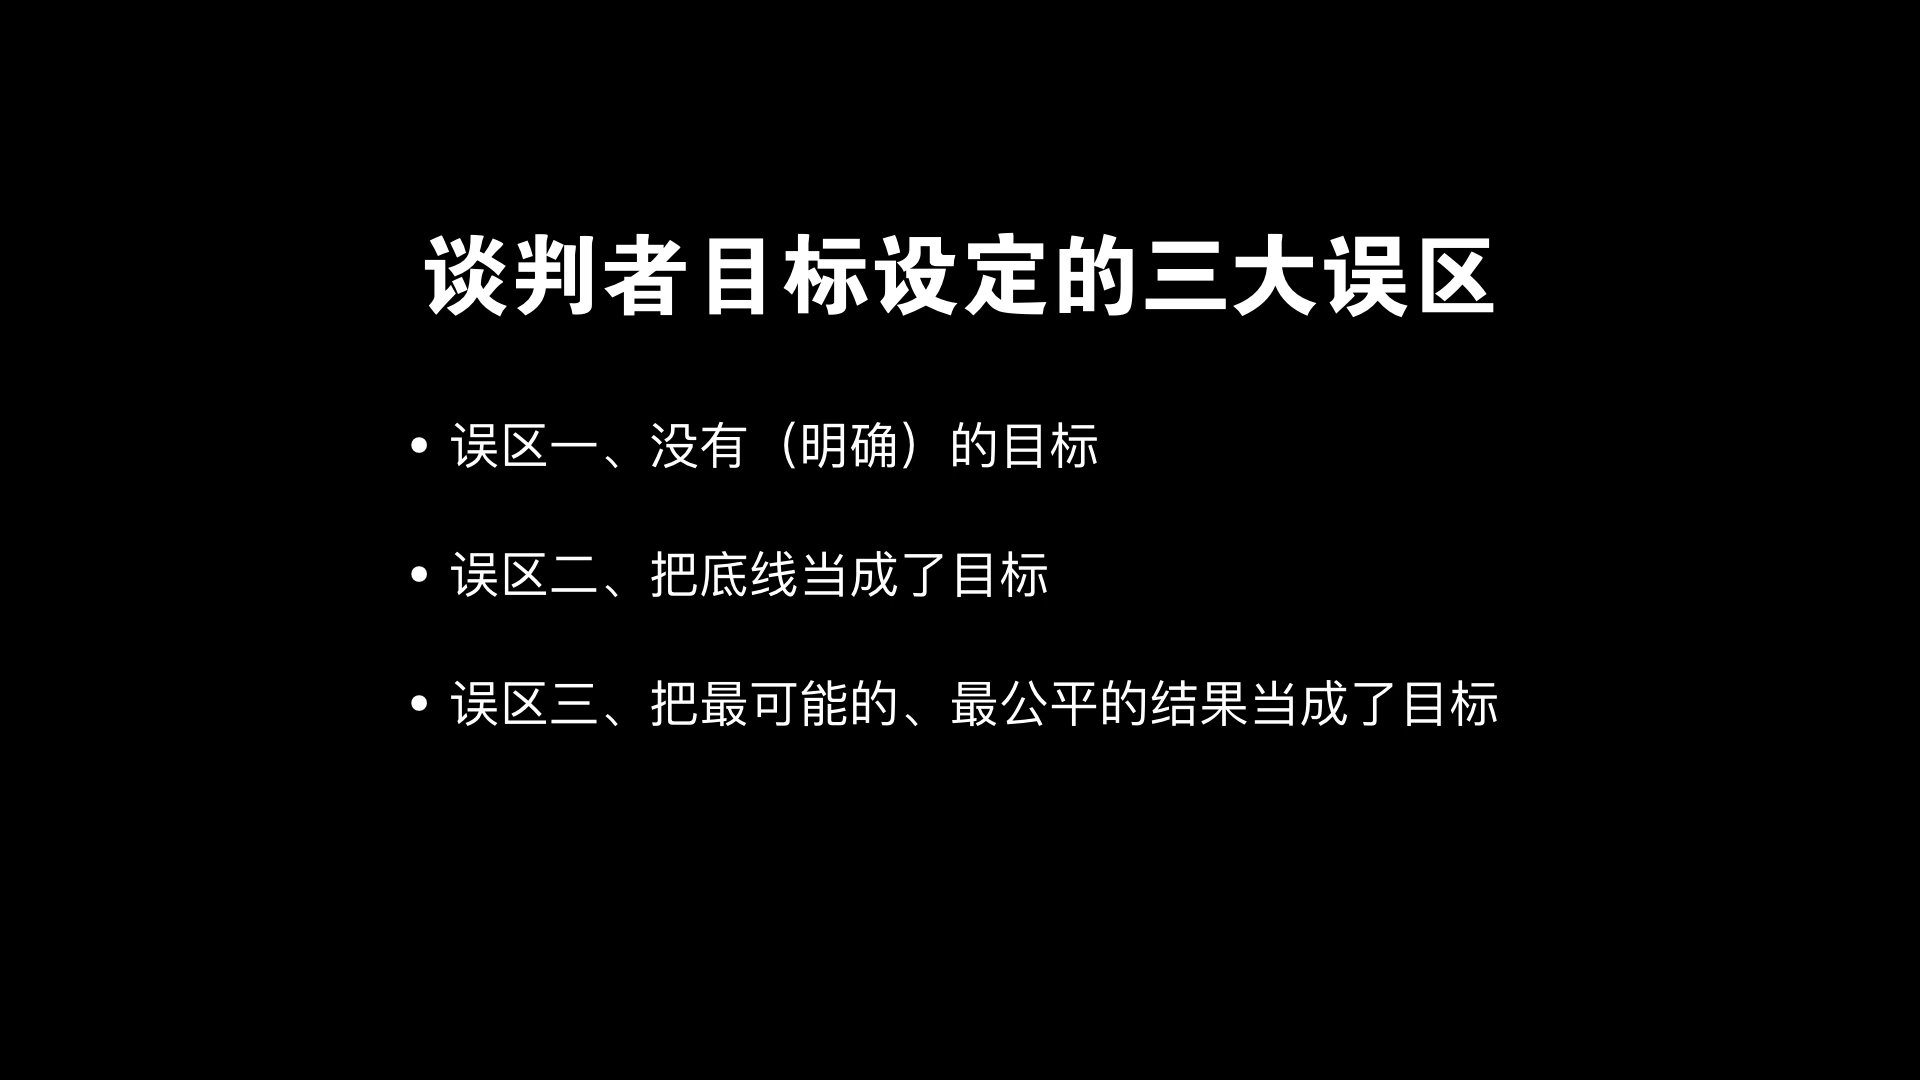 谈判者目标设定的三大误区
• 误区一、没有（明确）的目标
• 误区二、把底线当成了目标
• 误区三、把最可能的、最公平的结果当成了目标